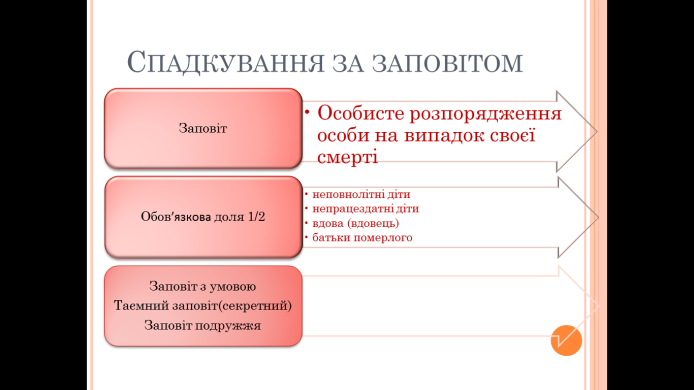 СПАДКУВАННЯ ЗА ЗАПОВІТОМ
Заповіт
• Особисте розпорядження
особи на випадок своєї
смерті
Обов'язкова доля 1/2
• неповнолітні діти
• непрацездатні діти
• вдова (вдовець)
• батьки померлого
Заповіт з умовою
Таємний заповіт(секретний)
Заповіт подружжя